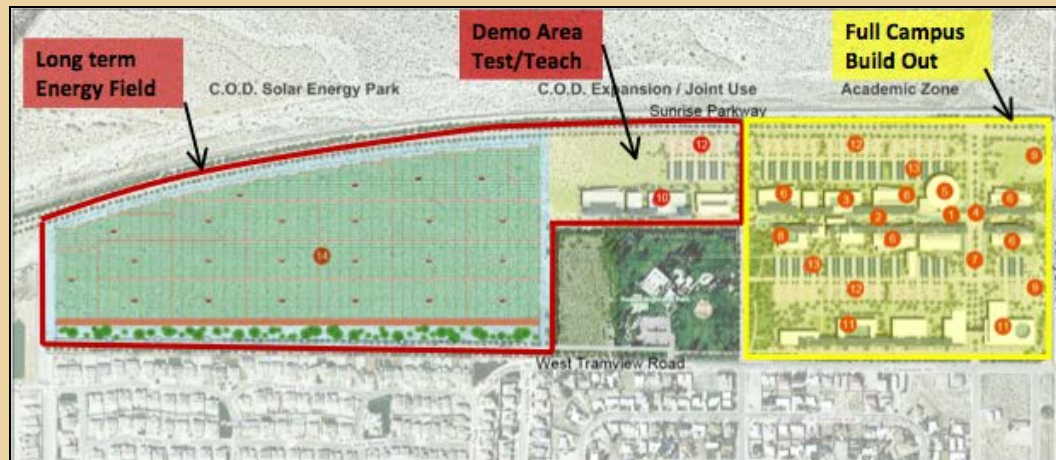 Long term
Energy Field
Demo Area
Test/Teach
Full Campus
Build Out
C.O.D. Solar Energy Park
C.O.D. Expansion / Joint Use
Academic Zone
Sunrise Parkway
12
12
9
13
10
6
3
6
5
6
2
1
4
8
6
6
14
13
7
12
9
11
11
West Tramview Road